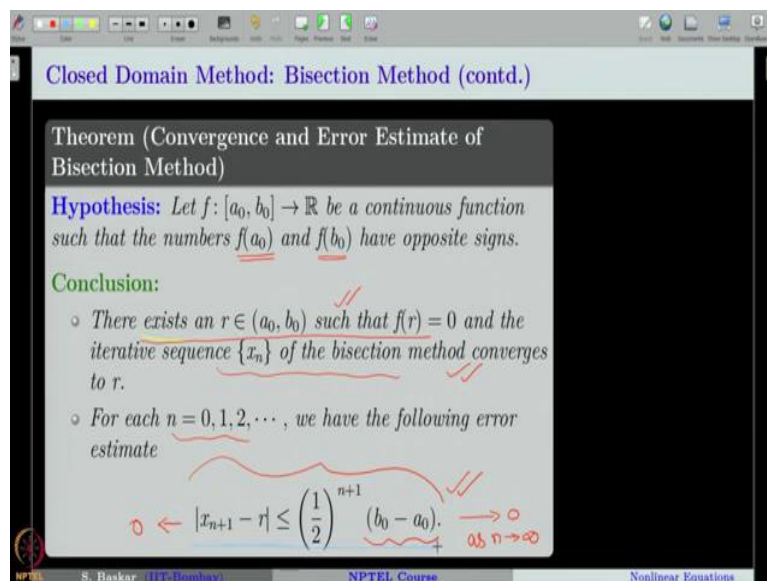 Closed Domain Method: Bisection Method (contd.)
Theorem (Convergence and Error Estimate of
Bisection Method)
Hypothesis: Let f: [a₀, b₀] → ℝ be a continuous function
such that the numbers f(a₀) and f(b₀) have opposite signs.
Conclusion:
There exists an r ∈ (a₀, b₀) such that f(r) = 0 and the
iterative sequence {xₙ} of the bisection method converges
to r.
For each n = 0, 1, 2, ⋯ , we have the following error
estimate
0 ← |xₙ₊₁ − r| ≤ (1/2)ⁿ⁺¹ (b₀ − a₀). → 0
as n → ∞
NPTEL S. Baskar (IIT-Bombay) NPTEL Course Nonlinear Equations